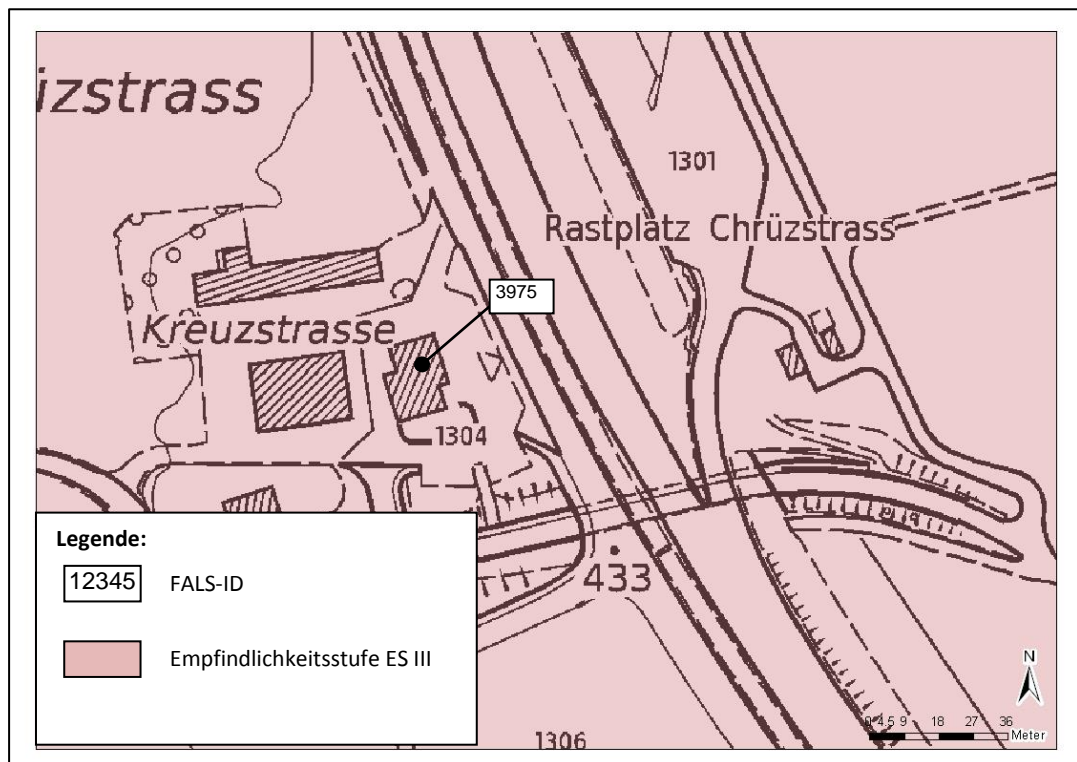 izstrass
1301
Rastplatz Chrüzstrass
3975
Kreuzstrasse
1304
433
Legende:
12345 FALS-ID
Empfindlichkeitsstufe ES III
1306
N
0 4.5 9 18 27 36
Meter